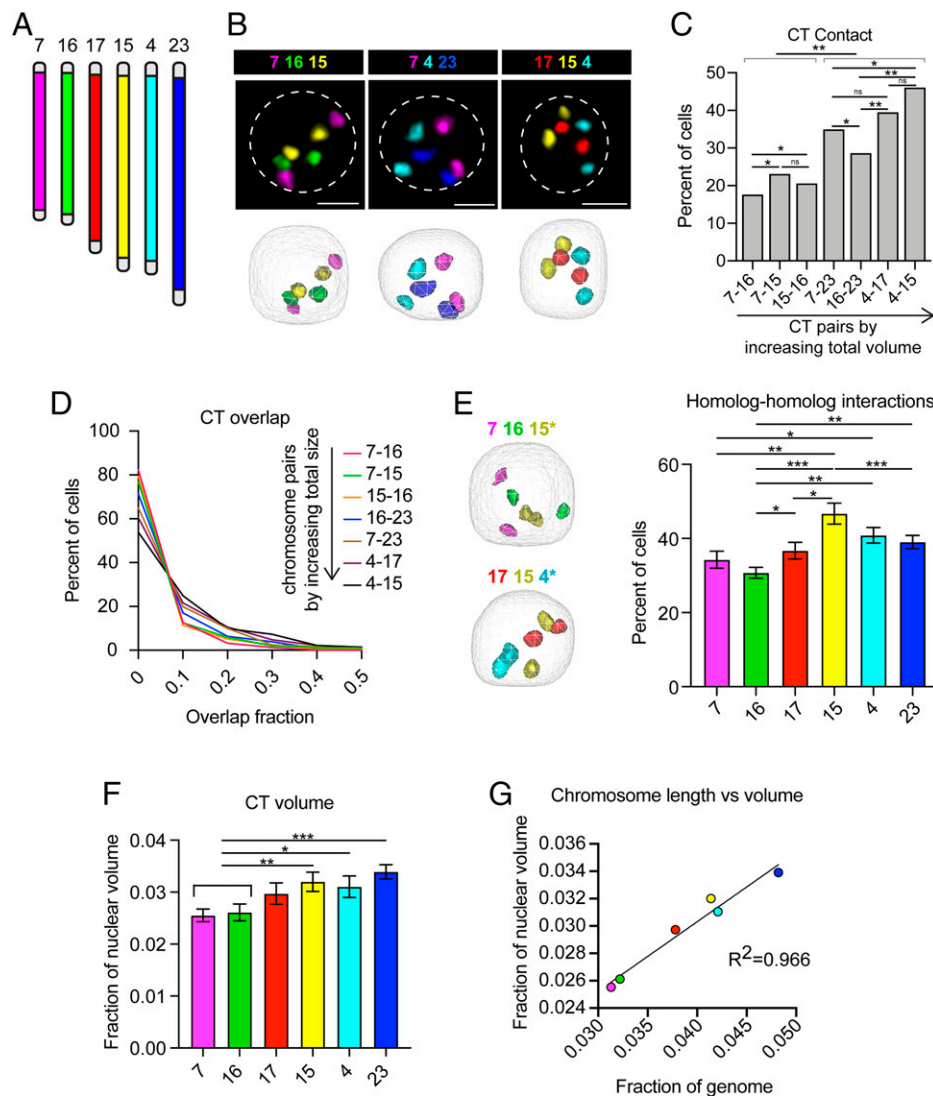 A
7 16 17 15 4 23
B
7 16 15
7 4 23
17 15 4
C
CT Contact
**
*
**
ns
ns
**
*
*
*
ns
Percent of cells
50
40
30
20
10
0
7-16
7-15
15-16
7-23
16-23
4-17
4-15
CT pairs by
increasing total volume
D
CT overlap
Percent of cells
100
80
60
40
20
0
0 0.1 0.2 0.3 0.4 0.5
Overlap fraction
chromosome pairs
by increasing total size
7-16
7-15
15-16
16-23
7-23
4-17
4-15
E
7 16 15*
17 15 4*
Homolog-homolog interactions
**
*
**
*** ***
**
*
*
Percent of cells
60
40
20
0
7 16 17 15 4 23
F
CT volume
***
*
**
Fraction of nuclear volume
0.04
0.03
0.02
0.01
0.00
7 16 17 15 4 23
G
Chromosome length vs volume
Fraction of nuclear volume
0.036
0.034
0.032
0.030
0.028
0.026
0.024
R2=0.966
0.030
0.035
0.040
0.045
0.050
Fraction of genome